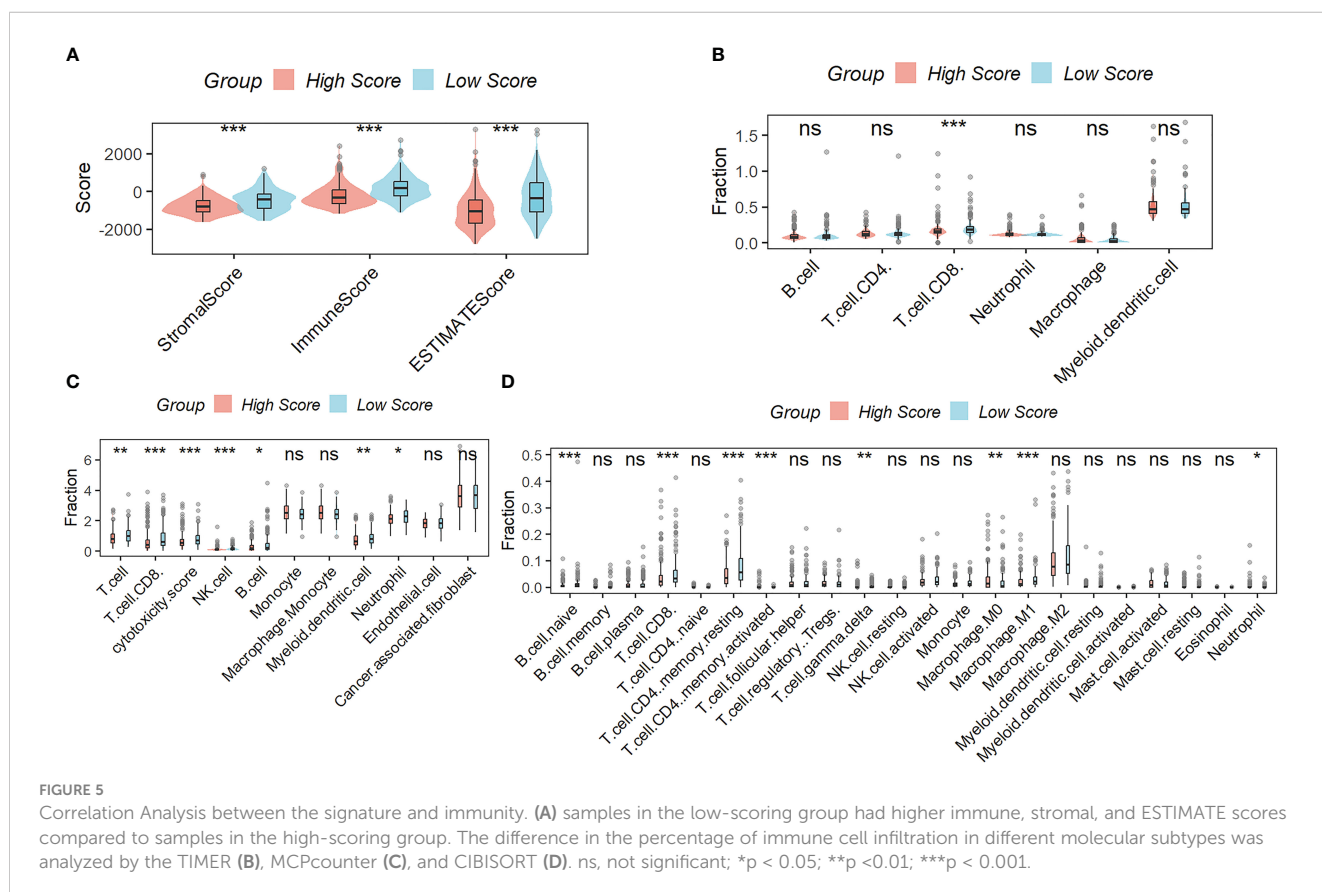 A
Group High Score Low Score
*** *** ***
Score
2000
0
-2000
StromalScore
ImmuneScore
ESTIMATEScore
B
Group High Score Low Score
ns ns *** ns ns ns
Fraction
1.5
1.0
0.5
0.0
B.cell
T.cell.CD4.
T.cell.CD8.
Neutrophil
Macrophage
Myeloid.dendritic.cell
C
Group High Score Low Score
** *** *** *** * ns ns ** * ns ns
Fraction
6
4
2
0
T.cell
T.cell.CD8.
cytotoxicity.score
NK.cell
B.cell
Monocyte
Macrophage.Monocyte
Myeloid.dendritic.cell
Neutrophil
Endothelial.cell
Cancer.associated.fibroblast
D
Group High Score Low Score
*** ns ns *** ns *** *** ns ns ** ns ns ns ** *** ns ns ns ns ns ns *
Fraction
0.5
0.4
0.3
0.2
0.1
0.0
B.cell.naive
B.cell.memory
B.cell.plasma
T.cell.CD8.
T.cell.CD4..naive
T.cell.CD4..memory.resting
T.cell.CD4..memory.activated
T.cell.follicular.helper
T.cell.regulatory..Tregs.
T.cell.gamma.delta
NK.cell.resting
NK.cell.activated
Monocyte
Macrophage.M0
Macrophage.M1
Macrophage.M2
Myeloid.dendritic.cell.resting
Myeloid.dendritic.cell.activated
Mast.cell.activated
Mast.cell.resting
Eosinophil
Neutrophil
FIGURE 5
Correlation Analysis between the signature and immunity. (A) samples in the low-scoring group had higher immune, stromal, and ESTIMATE scores
compared to samples in the high-scoring group. The difference in the percentage of immune cell infiltration in different molecular subtypes was
analyzed by the TIMER (B), MCPcounter (C), and CIBISORT (D). ns, not significant; *p < 0.05; **p <0.01; ***p < 0.001.